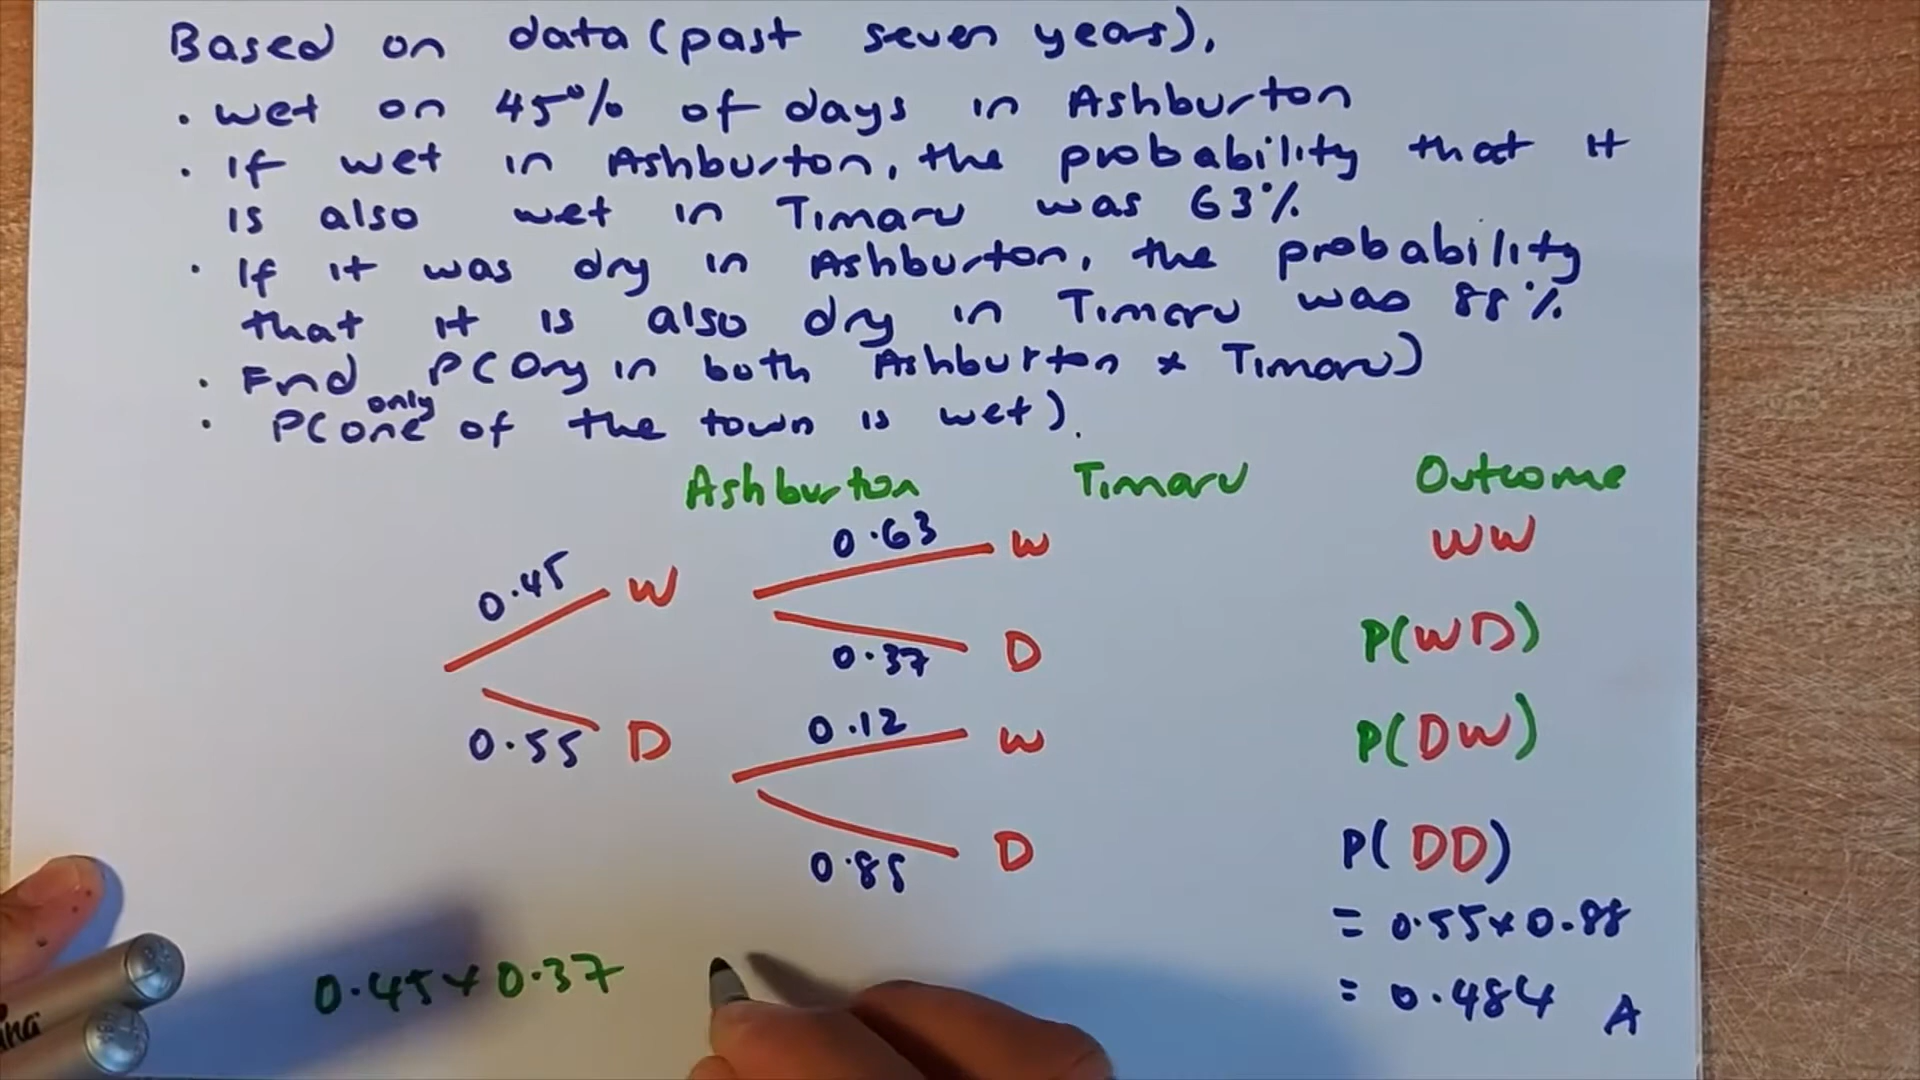 Based on data (past seven years),
• wet on 45% of days in Ashburton
• If wet in Ashburton, the probability that it
is also wet in Timaru was 63%
• If it was dry in Ashburton, the probability
that it is also dry in Timaru was 88%
• Find P(Dry in both Ashburton & Timaru)
• P(one only of the town is wet).
Ashburton Timaru Outcome
0.45 W 0.63 W WW
0.37 D P(WD)
0.55 D 0.12 W P(DW)
0.88 D P(DD)
= 0.55 × 0.88
0.45 × 0.37
= 0.484 A